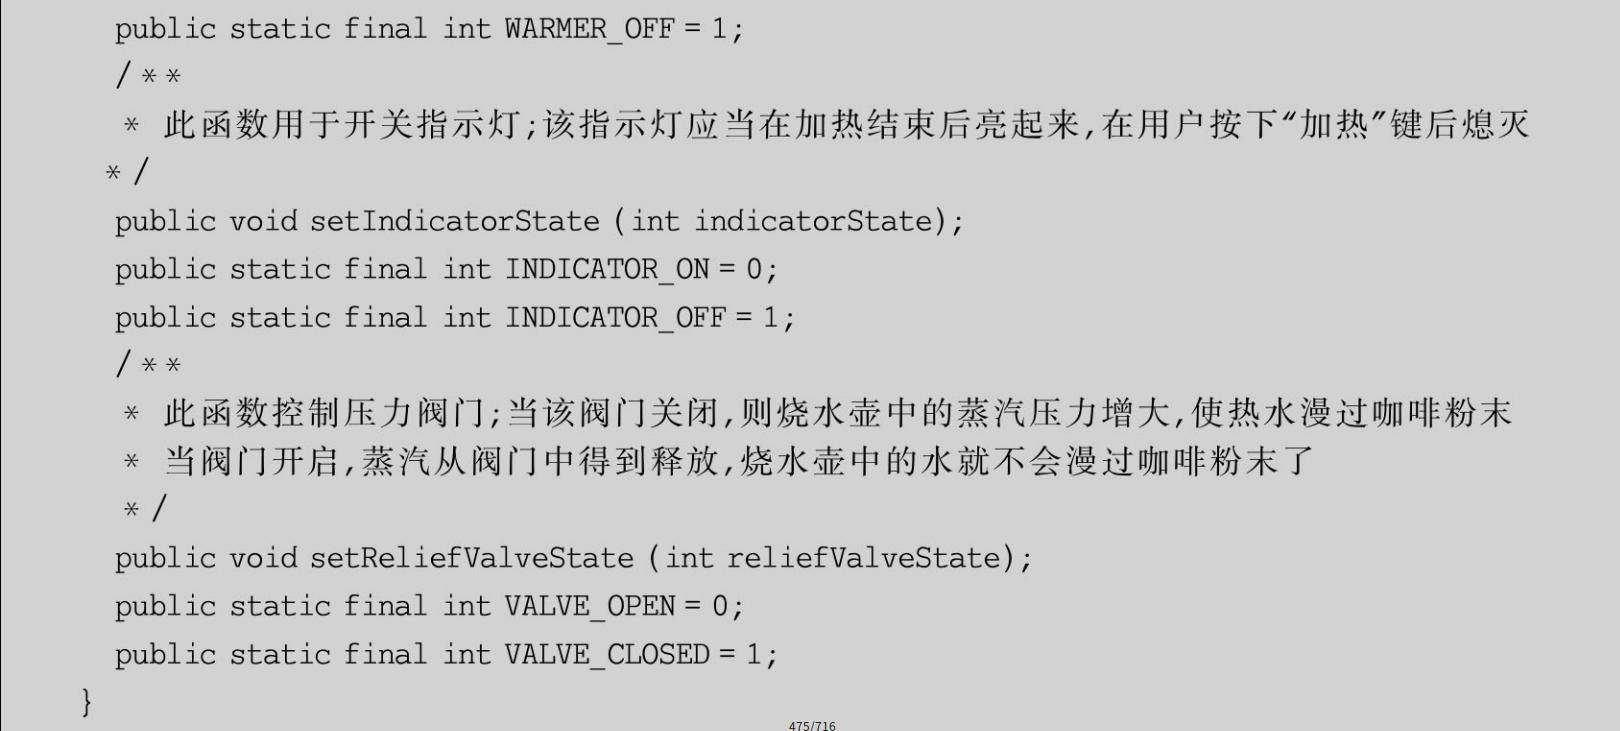 public static final int WARMER_OFF = 1;
/**
* 此函数用于开关指示灯;该指示灯应当在加热结束后亮起来,在用户按下“加热”键后熄灭
*/
public void setIndicatorState (int indicatorState);
public static final int INDICATOR_ON = 0;
public static final int INDICATOR_OFF = 1;
/**
* 此函数控制压力阀门;当该阀门关闭,则烧水壶中的蒸汽压力增大,使热水漫过咖啡粉末
* 当阀门开启,蒸汽从阀门中得到释放,烧水壶中的水就不会漫过咖啡粉末了
*/
public void setReliefValveState (int reliefValveState);
public static final int VALVE_OPEN = 0;
public static final int VALVE_CLOSED = 1;
}
475/716